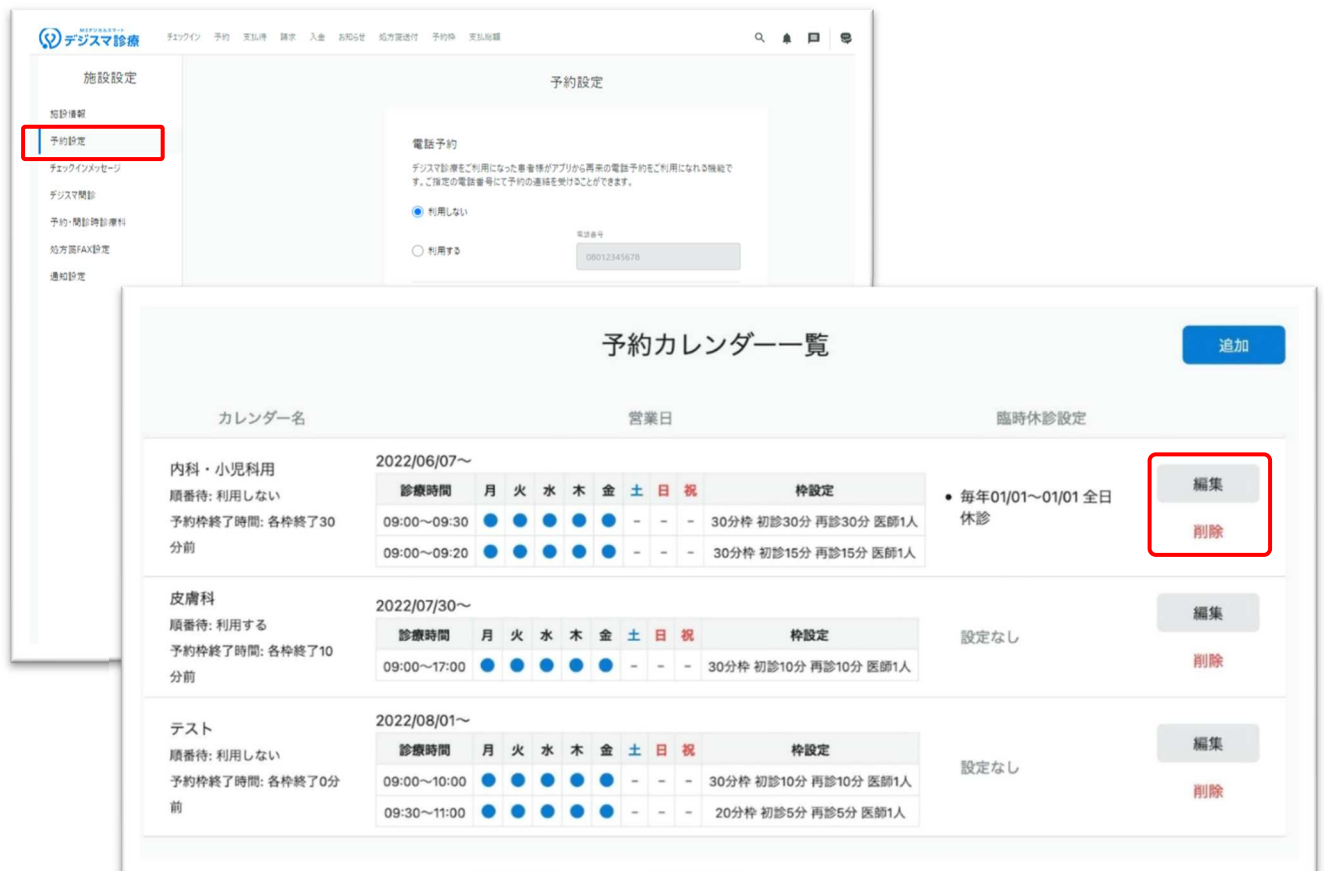 M3デジカルスマート
デジスマ診療
チェックイン 予約 支払待 請求 入金 お知らせ 処方箋送付 予約枠 支払総額
施設設定
施設情報
予約設定
チェックインメッセージ
デジスマ問診
予約・問診時診療科
処方箋FAX設定
通知設定
予約設定
電話予約
デジスマ診療をご利用になった患者様がアプリから再来の電話予約をご利用になれる機能で
す。ご指定の電話番号にて予約の連絡を受けることができます。
利用しない
電話番号
利用する
08012345678
予約カレンダー一覧
追加
カレンダー名 営業日 臨時休診設定
内科・小児科用
順番待: 利用しない
予約枠終了時間: 各枠終了30
分前
2022/06/07～
診療時間 月 火 水 木 金 土 日 祝 枠設定
09:00～09:30 ● ● ● ● ● - - - 30分枠 初診30分 再診30分 医師1人
09:00～09:20 ● ● ● ● ● - - - 30分枠 初診15分 再診15分 医師1人
• 毎年01/01～01/01 全日
休診
編集
削除
皮膚科
順番待: 利用する
予約枠終了時間: 各枠終了10
分前
2022/07/30～
診療時間 月 火 水 木 金 土 日 祝 枠設定
09:00～17:00 ● ● ● ● ● - - - 30分枠 初診10分 再診10分 医師1人
設定なし
編集
削除
テスト
順番待: 利用しない
予約枠終了時間: 各枠終了0分
前
2022/08/01～
診療時間 月 火 水 木 金 土 日 祝 枠設定
09:00～10:00 ● ● ● ● ● - - - 30分枠 初診10分 再診10分 医師1人
09:30～11:00 ● ● ● ● ● - - - 20分枠 初診5分 再診5分 医師1人
設定なし
編集
削除